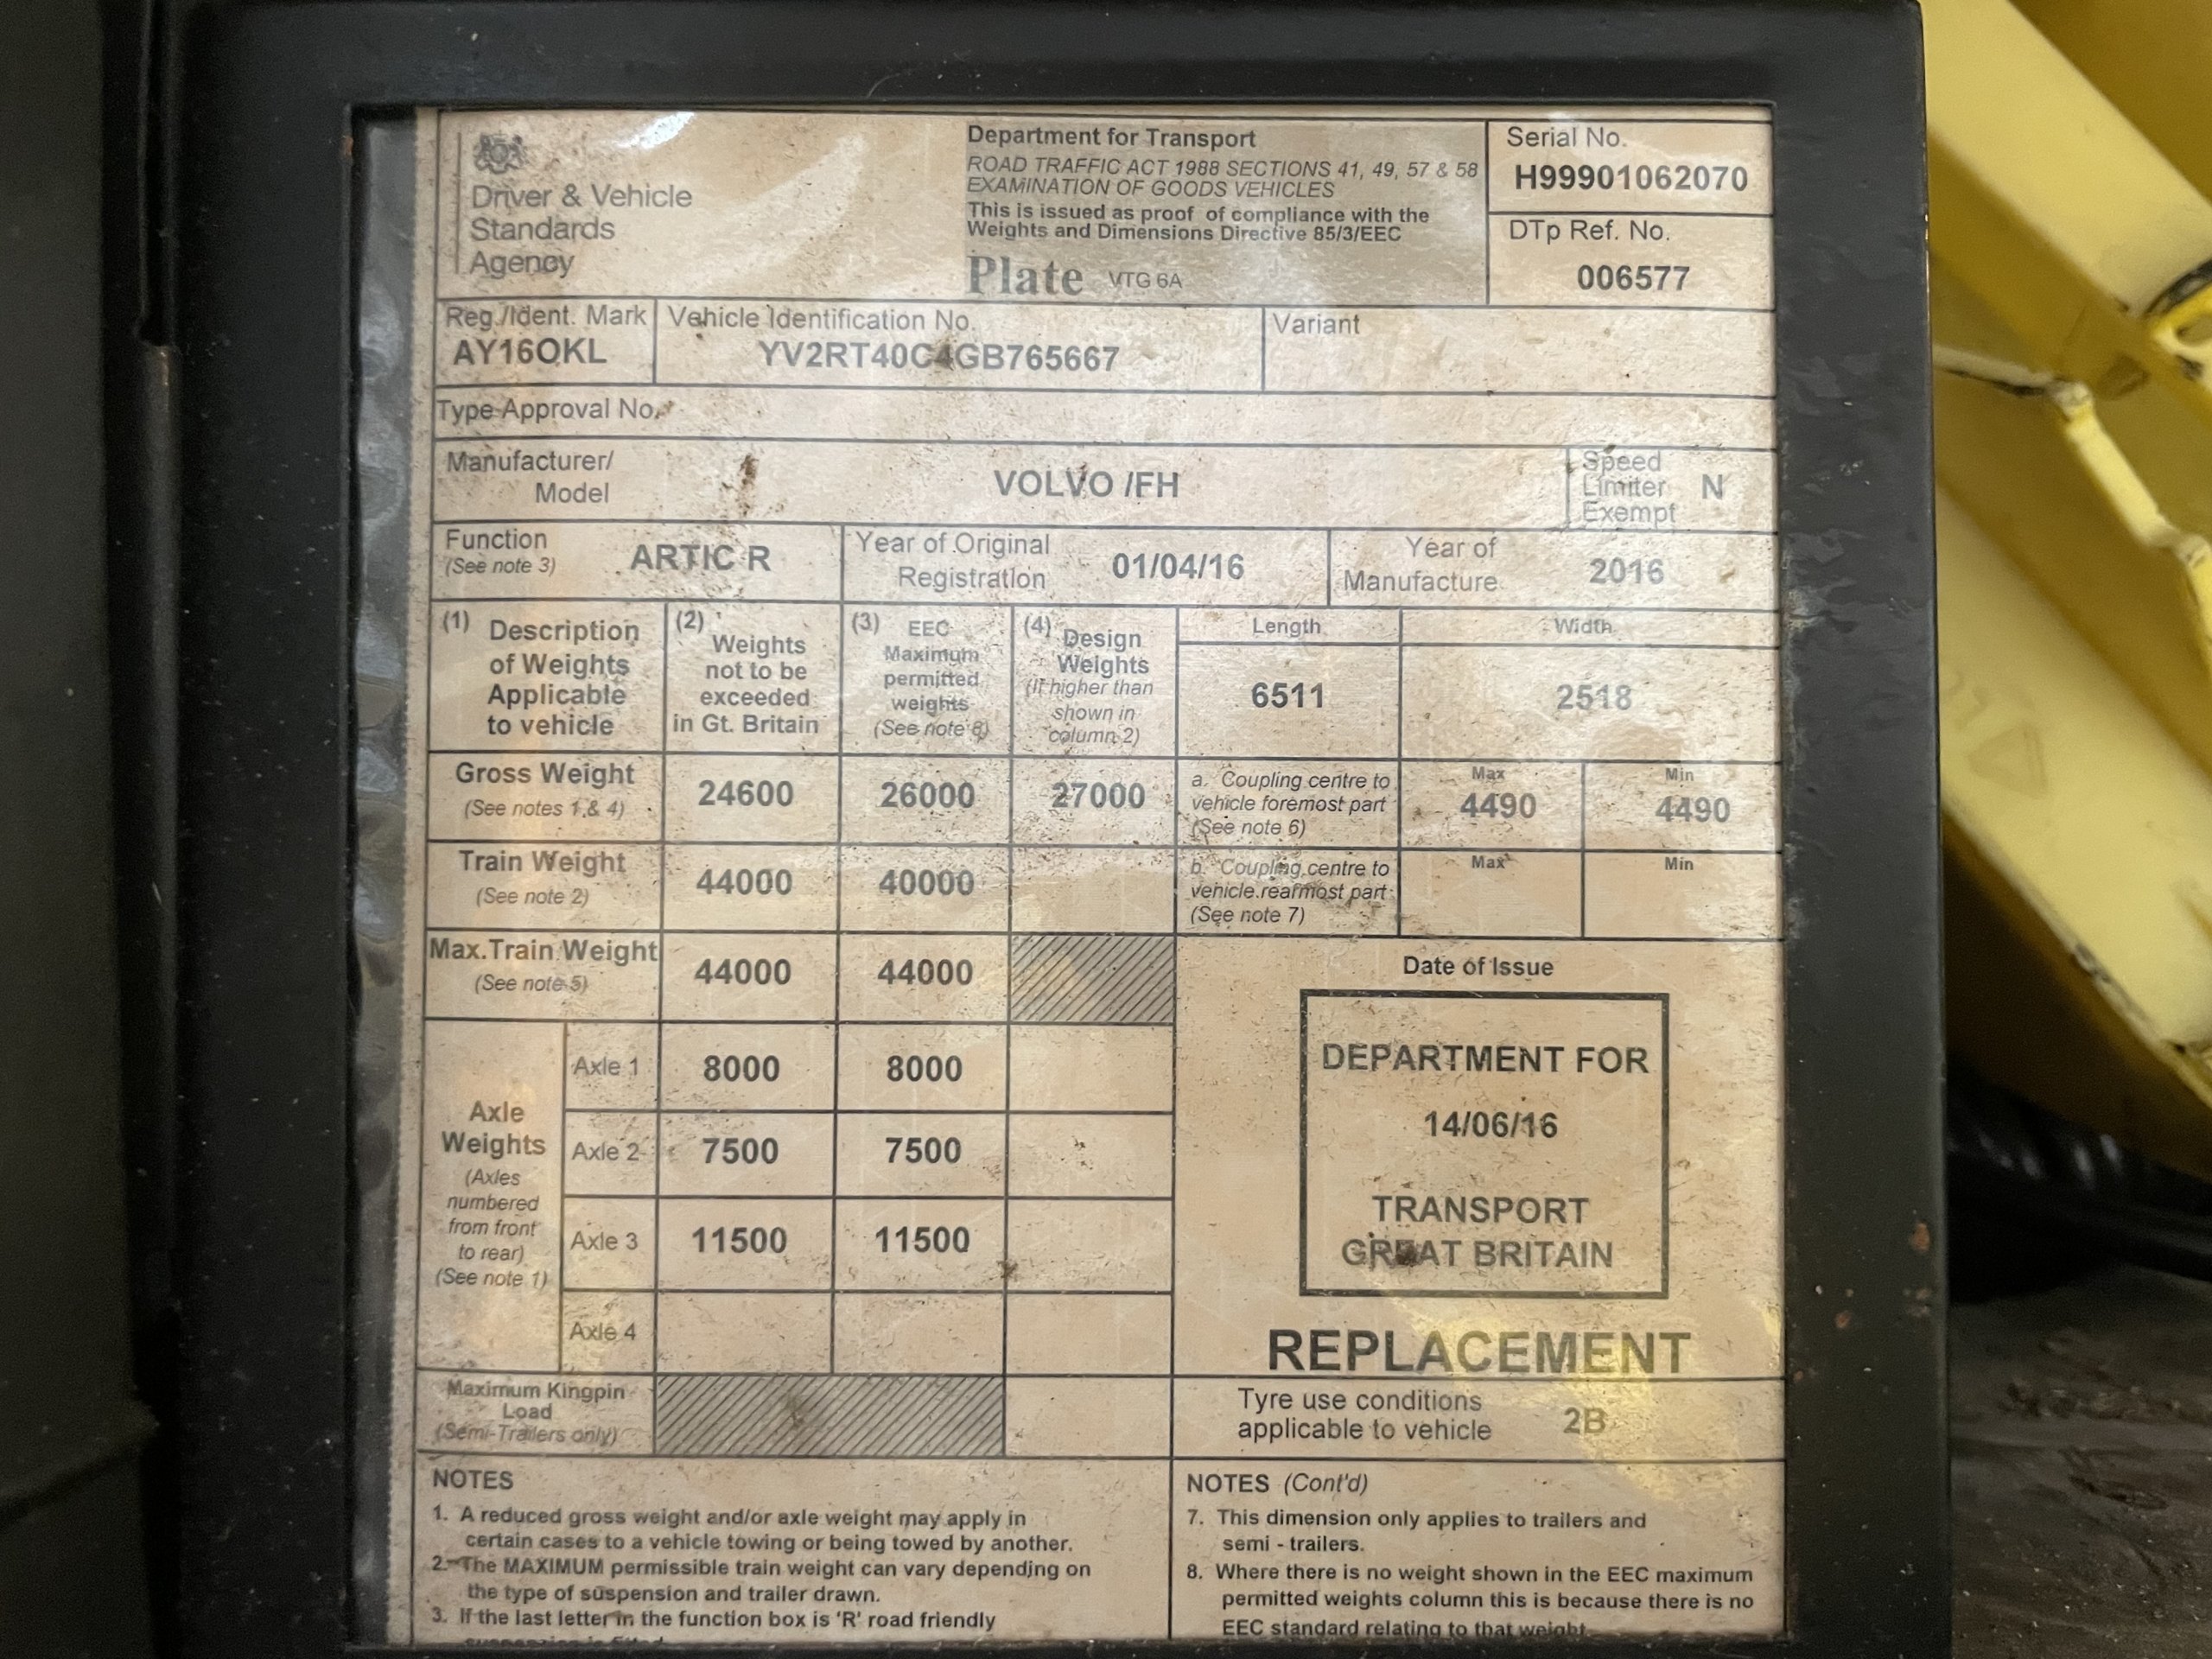 Driver & Vehicle
Standards
Agency
Department for Transport
ROAD TRAFFIC ACT 1988 SECTIONS 41, 49, 57 & 58
EXAMINATION OF GOODS VEHICLES
This is issued as proof of compliance with the
Weights and Dimensions Directive 85/3/EEC
Plate VTG 6A
Serial No.
H99901062070
DTp Ref. No.
006577
Reg./Ident. Mark
AY16OKL
Vehicle Identification No.
YV2RT40C4GB765667
Variant
Type Approval No.
Manufacturer/
Model
VOLVO /FH
Speed
Limiter
Exempt
N
Function
(See note 3)
ARTIC R
Year of Original
Registration
01/04/16
Year of
Manufacture
2016
(1) Description
of Weights
Applicable
to vehicle
(2) Weights
not to be
exceeded
in Gt. Britain
(3) EEC
Maximum
permitted
weights
(See note 8)
(4) Design
Weights
(If higher than
shown in
column 2)
Length
6511
Width
2518
Gross Weight
(See notes 1 & 4)
24600
26000
27000
a. Coupling centre to
vehicle foremost part
(See note 6)
Max
4490
Min
4490
Train Weight
(See note 2)
44000
40000
b. Coupling centre to
vehicle rearmost part
(See note 7)
Max
Min
Max.Train Weight
(See note 5)
44000
44000
Axle
Weights
(Axles
numbered
from front
to rear)
(See note 1)
Axle 1
8000
8000
Axle 2
7500
7500
Axle 3
11500
11500
Axle 4
Date of Issue
DEPARTMENT FOR
14/06/16
TRANSPORT
GREAT BRITAIN
REPLACEMENT
Maximum Kingpin
Load
(Semi-Trailers only)
Tyre use conditions
applicable to vehicle
2B
NOTES
1. A reduced gross weight and/or axle weight may apply in
certain cases to a vehicle towing or being towed by another.
2. The MAXIMUM permissible train weight can vary depending on
the type of suspension and trailer drawn.
3. If the last letter in the function box is 'R' road friendly
suspension is fitted
NOTES (Cont'd)
7. This dimension only applies to trailers and
semi - trailers.
8. Where there is no weight shown in the EEC maximum
permitted weights column this is because there is no
EEC standard relating to that weight.